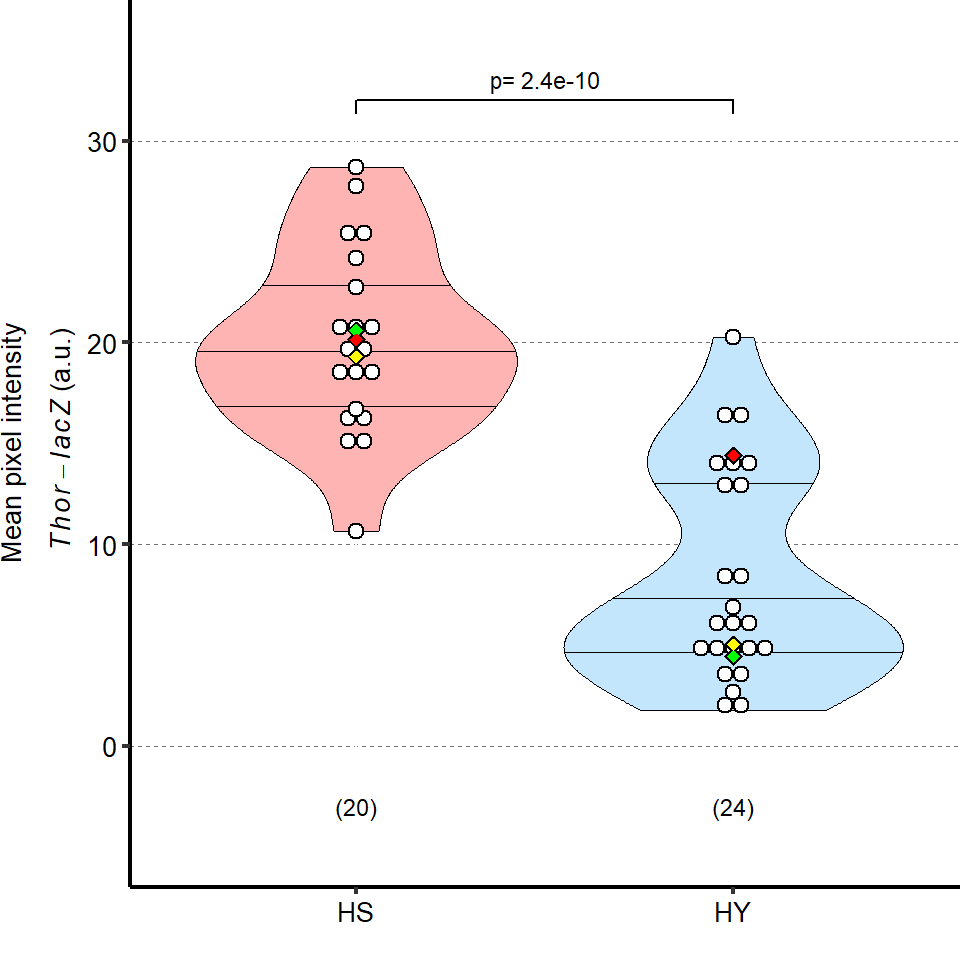 Mean pixel intensity
Thor – lacZ (a.u.)
p= 2.4e-10
30
20
10
0
(20)
(24)
HS
HY